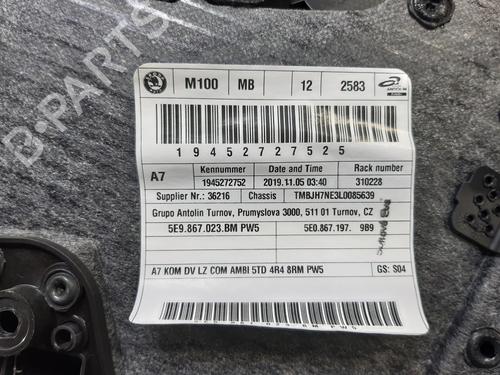 M100 MB 12 2583
19452727525
A7 Kennummer Date and Time Rack number
1945272752 2019.11.05 03:40 310228
Supplier Nr.: 36216 Chassis TMBJH7NE3L0085639
Grupo Antolin Turnov, Prumyslova 3000, 511 01 Turnov, CZ
5E9.867.023.BM PW5 5E0.867.197. 9B9
A7 KOM DV LZ COM AMBI 5TD 4R4 8RM PW5 GS: S04
B-PARTS